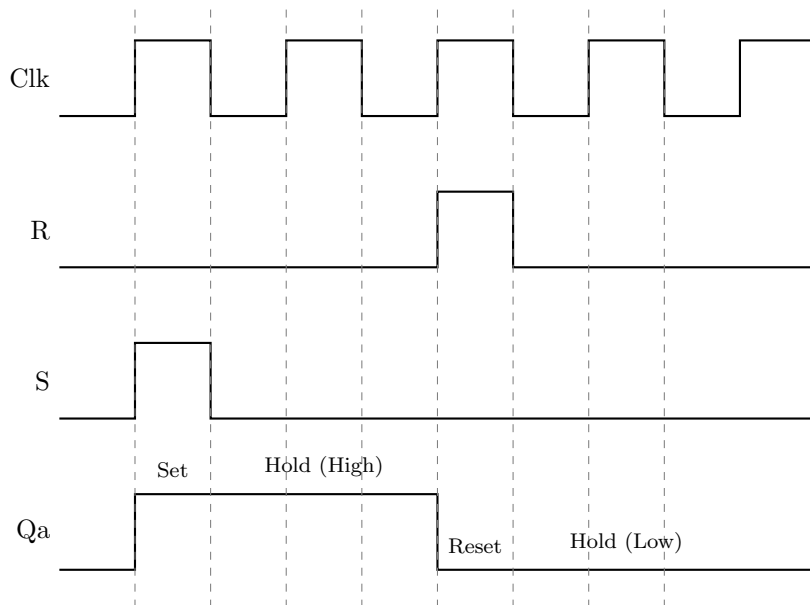 Clk
R
S
Set
Hold (High)
Qa
Reset
Hold (Low)